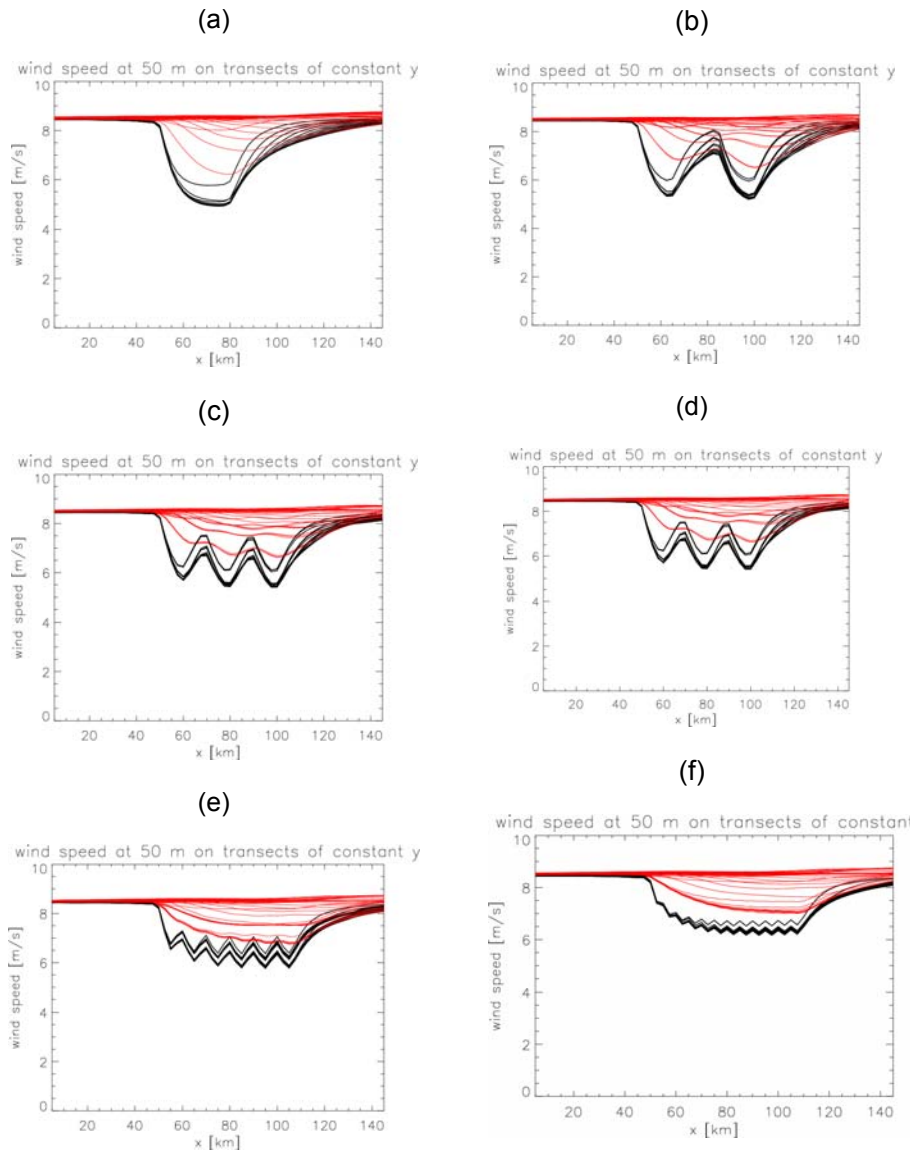 (a)
wind speed at 50 m on transects of constant y
10
8
6
4
2
0
wind speed [m/s]
20 40 60 80 100 120 140
x [km]
(b)
wind speed at 50 m on transects of constant y
10
8
6
4
2
0
wind speed [m/s]
20 40 60 80 100 120 140
x [km]
(c)
wind speed at 50 m on transects of constant y
10
8
6
4
2
0
wind speed [m/s]
20 40 60 80 100 120 140
x [km]
(d)
wind speed at 50 m on transects of constant y
10
8
6
4
2
0
wind speed [m/s]
20 40 60 80 100 120 140
x [km]
(e)
wind speed at 50 m on transects of constant y
10
8
6
4
2
0
wind speed [m/s]
20 40 60 80 100 120 140
x [km]
(f)
wind speed at 50 m on transects of constant
10
8
6
4
2
0
wind speed [m/s]
20 40 60 80 100 120 140
x [km]